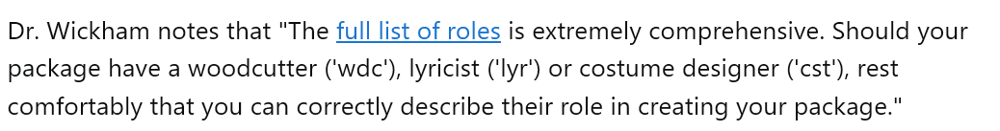 Dr. Wickham notes that "The full list of roles is extremely comprehensive. Should your
package have a woodcutter ('wdc'), lyricist ('lyr') or costume designer ('cst'), rest
comfortably that you can correctly describe their role in creating your package."